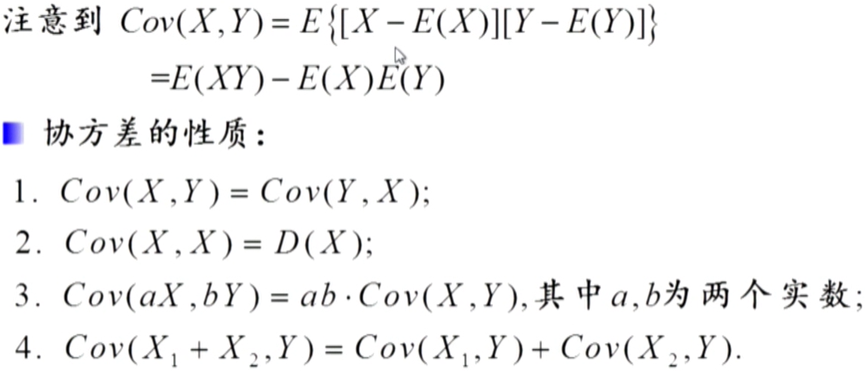 注意到 Cov(X,Y) = E{[X − E(X)][Y − E(Y)]}
=E(XY) − E(X)E(Y)
协方差的性质：
1. Cov(X,Y) = Cov(Y,X);
2. Cov(X,X) = D(X);
3. Cov(aX,bY) = ab·Cov(X,Y),其中a,b为两个实数;
4. Cov(X₁ + X₂,Y) = Cov(X₁,Y) + Cov(X₂,Y).